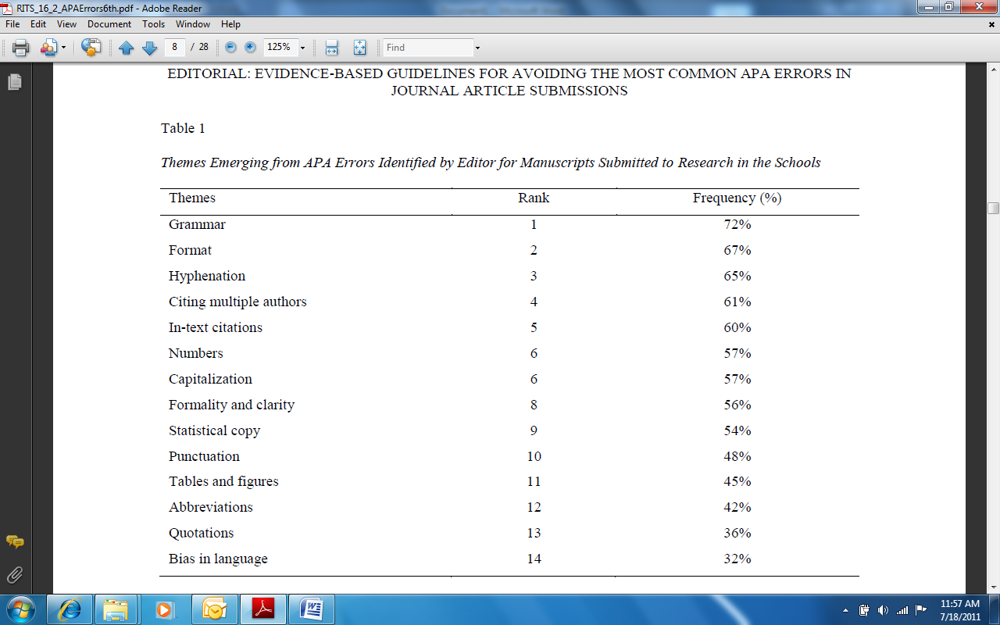 RITS_16_2_APAErrors6th.pdf - Adobe Reader
File Edit View Document Tools Window Help
8 / 28 125% Find
EDITORIAL: EVIDENCE-BASED GUIDELINES FOR AVOIDING THE MOST COMMON APA ERRORS IN
JOURNAL ARTICLE SUBMISSIONS
Table 1
Themes Emerging from APA Errors Identified by Editor for Manuscripts Submitted to Research in the Schools
Themes Rank Frequency (%)
Grammar 1 72%
Format 2 67%
Hyphenation 3 65%
Citing multiple authors 4 61%
In-text citations 5 60%
Numbers 6 57%
Capitalization 6 57%
Formality and clarity 8 56%
Statistical copy 9 54%
Punctuation 10 48%
Tables and figures 11 45%
Abbreviations 12 42%
Quotations 13 36%
Bias in language 14 32%
11:57 AM
7/18/2011